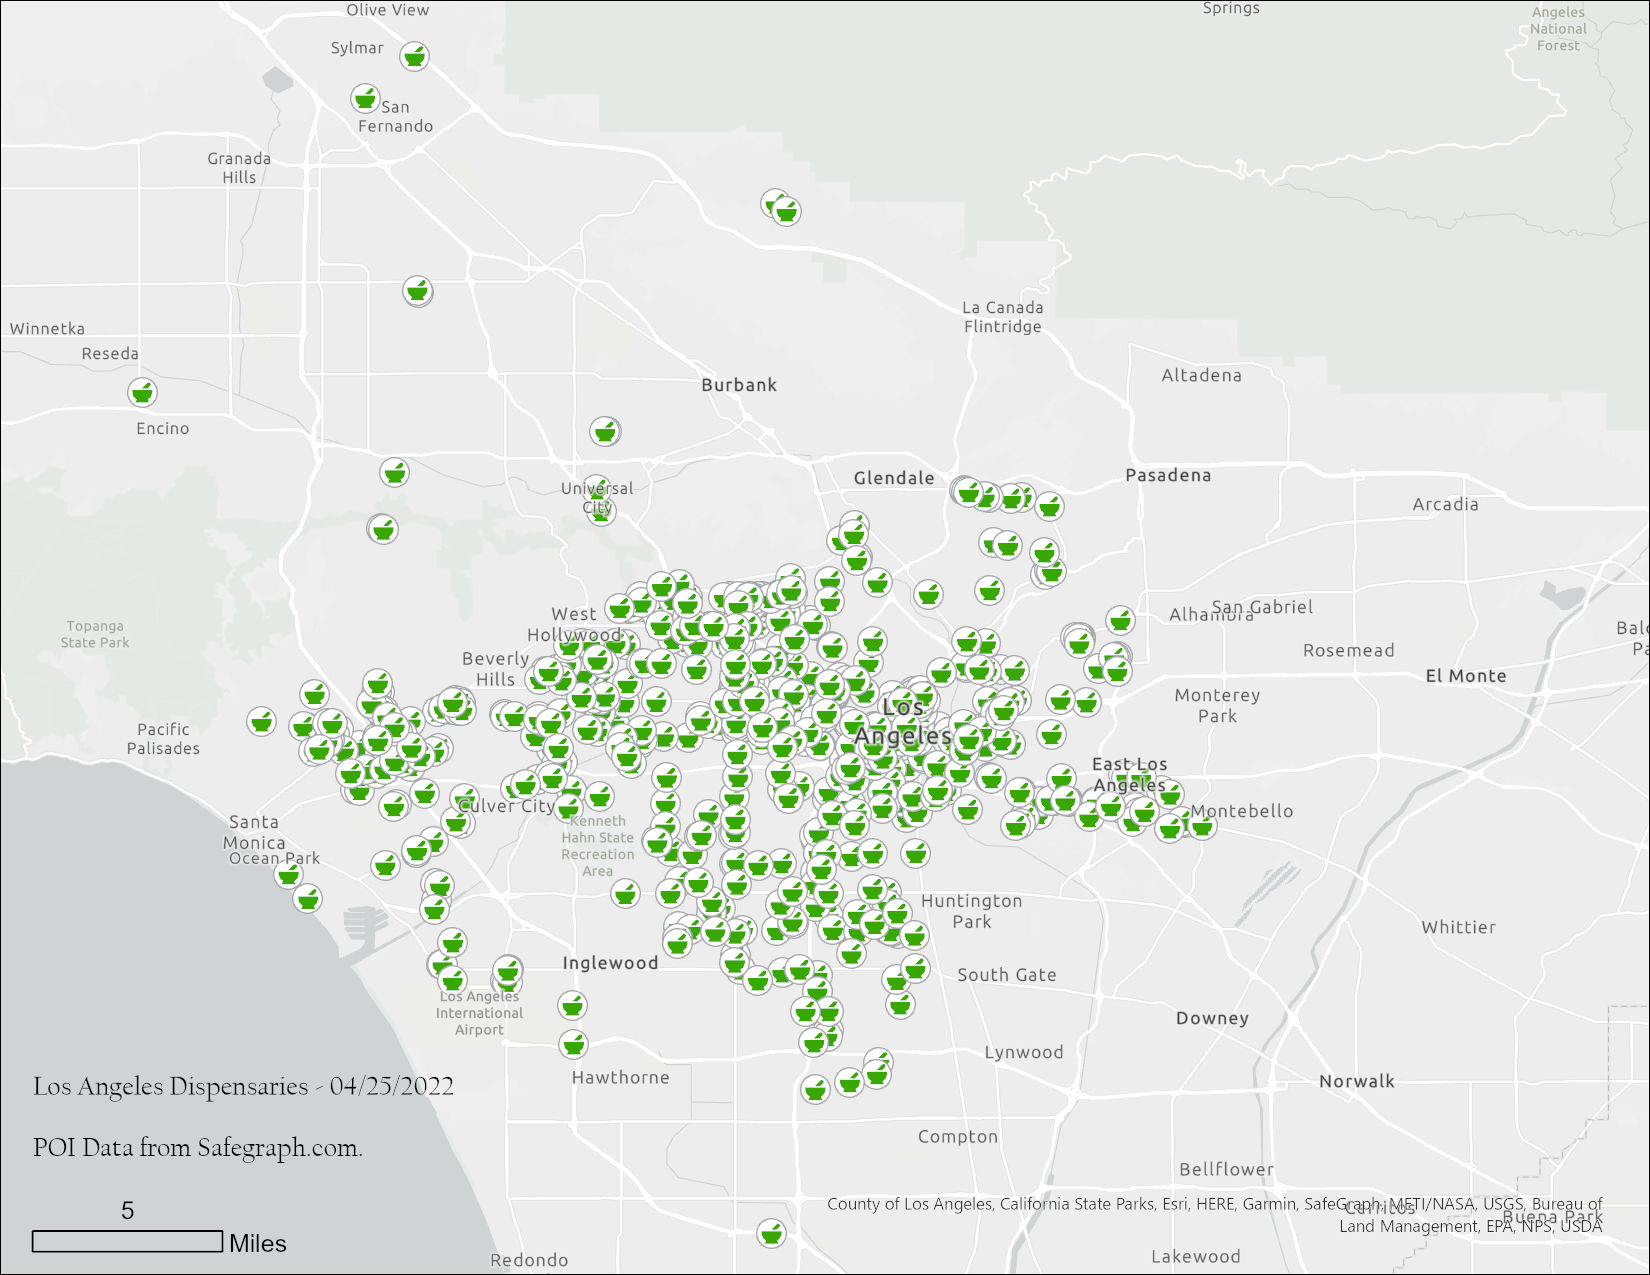 Olive View
Springs
Angeles
National
Forest
Sylmar
San
Fernando
Granada
Hills
La Canada
Flintridge
Winnetka
Reseda
Burbank
Altadena
Encino
Glendale
Pasadena
Universal
City
Arcadia
West
Hollywood
San Gabriel
Alhambra
Topanga
State Park
Rosemead
Beverly
Hills
El Monte
Monterey
Park
Los
Angeles
Pacific
Palisades
East Los
Angeles
Culver City
Montebello
Santa
Monica
Ocean Park
Kenneth
Hahn State
Recreation
Area
Huntington
Park
Whittier
Inglewood
South Gate
Los Angeles
International
Airport
Downey
Lynwood
Hawthorne
Norwalk
Los Angeles Dispensaries - 04/25/2022
Compton
POI Data from Safegraph.com.
Bellflower
County of Los Angeles, California State Parks, Esri, HERE, Garmin, SafeGraph, METI/NASA, USGS, Bureau of
Land Management, EPA, NPS, USDA
Cerritos
Buena Park
5
Miles
Redondo
Lakewood